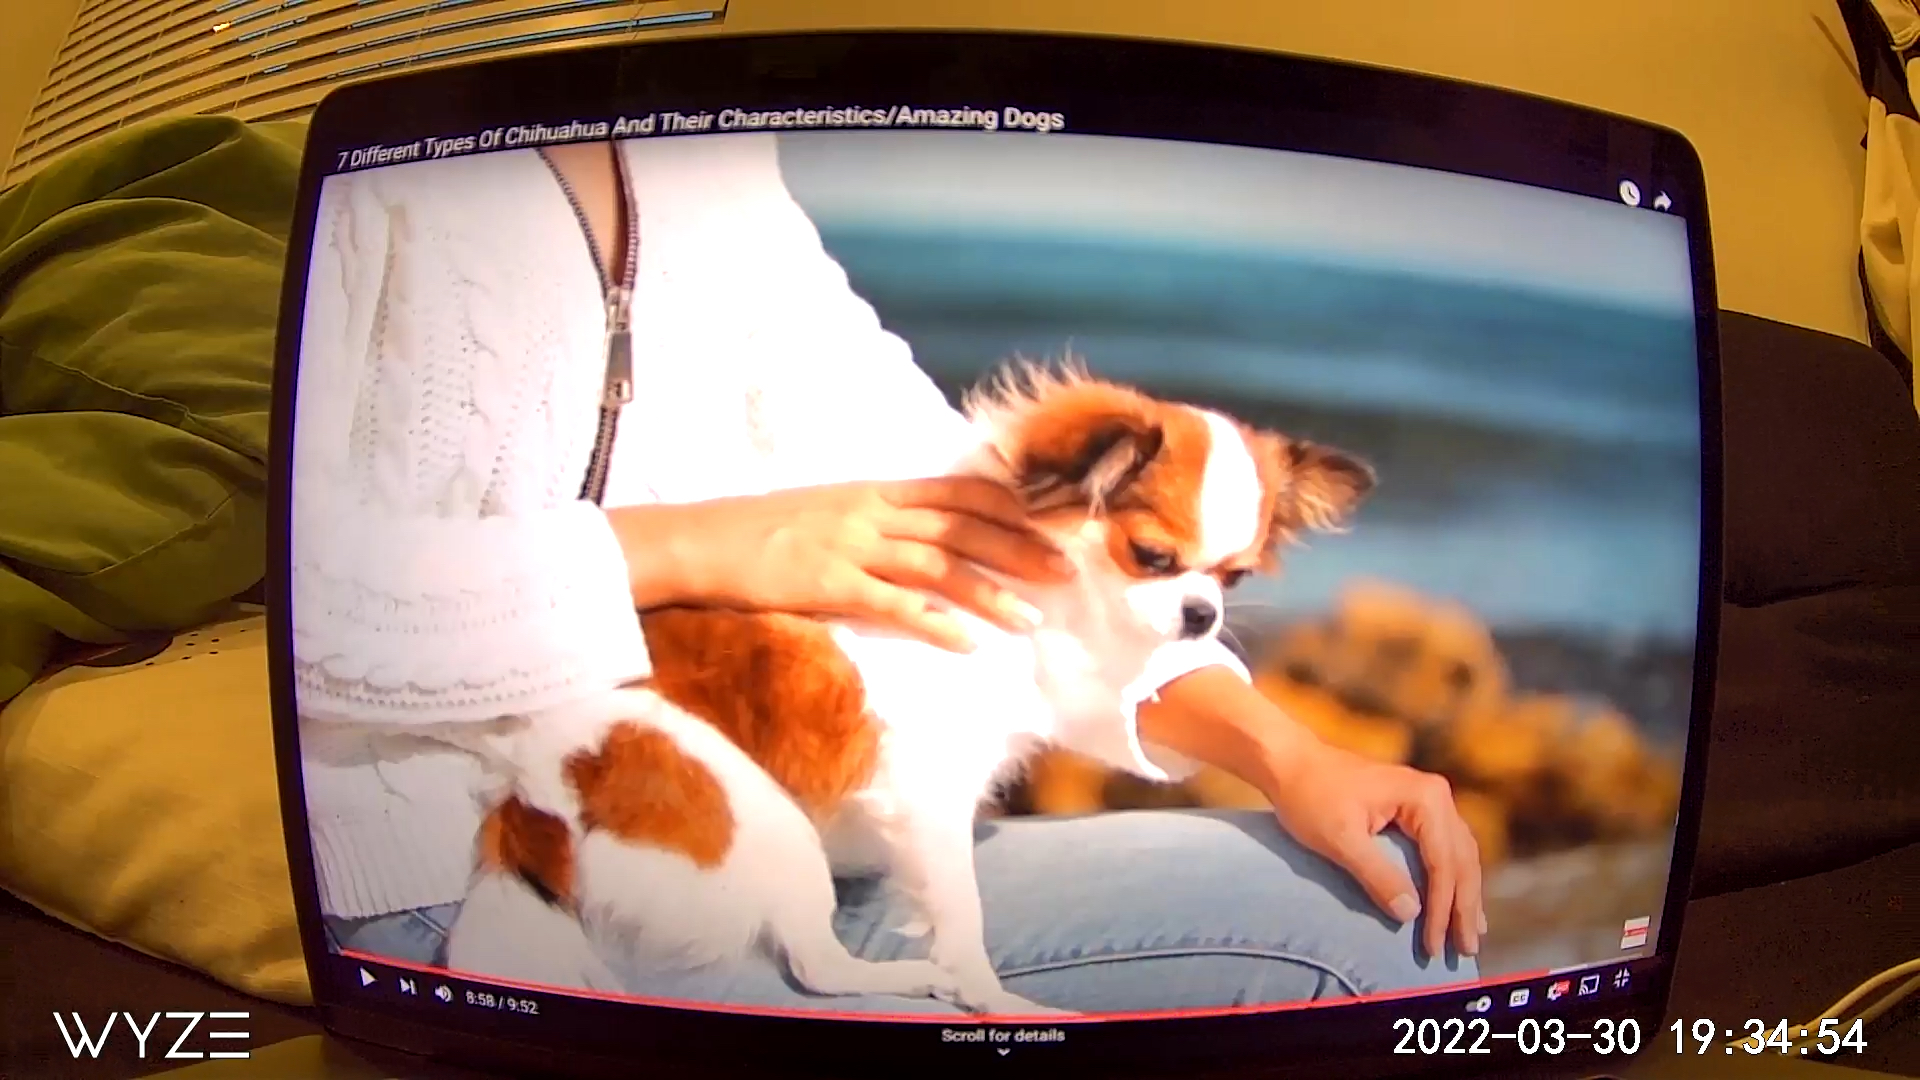 7 Different Types Of Chihuahua And Their Characteristics/Amazing Dogs
CC
8:58 / 9:52
Scroll for details
WYZE
2022-03-30 19:34:54